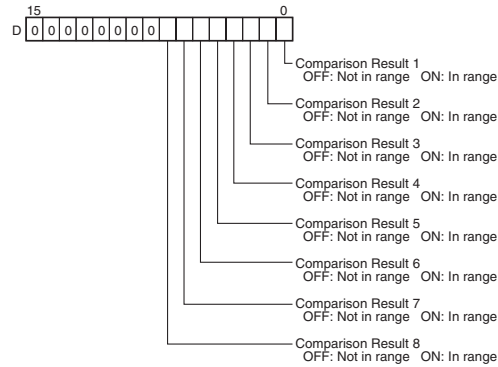 15 0
D 0 0 0 0 0 0 0 0
Comparison Result 1
OFF: Not in range ON: In range
Comparison Result 2
OFF: Not in range ON: In range
Comparison Result 3
OFF: Not in range ON: In range
Comparison Result 4
OFF: Not in range ON: In range
Comparison Result 5
OFF: Not in range ON: In range
Comparison Result 6
OFF: Not in range ON: In range
Comparison Result 7
OFF: Not in range ON: In range
Comparison Result 8
OFF: Not in range ON: In range